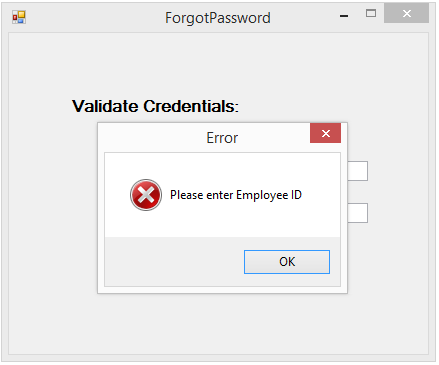 ForgotPassword
Validate Credentials:
Error
Please enter Employee ID
OK